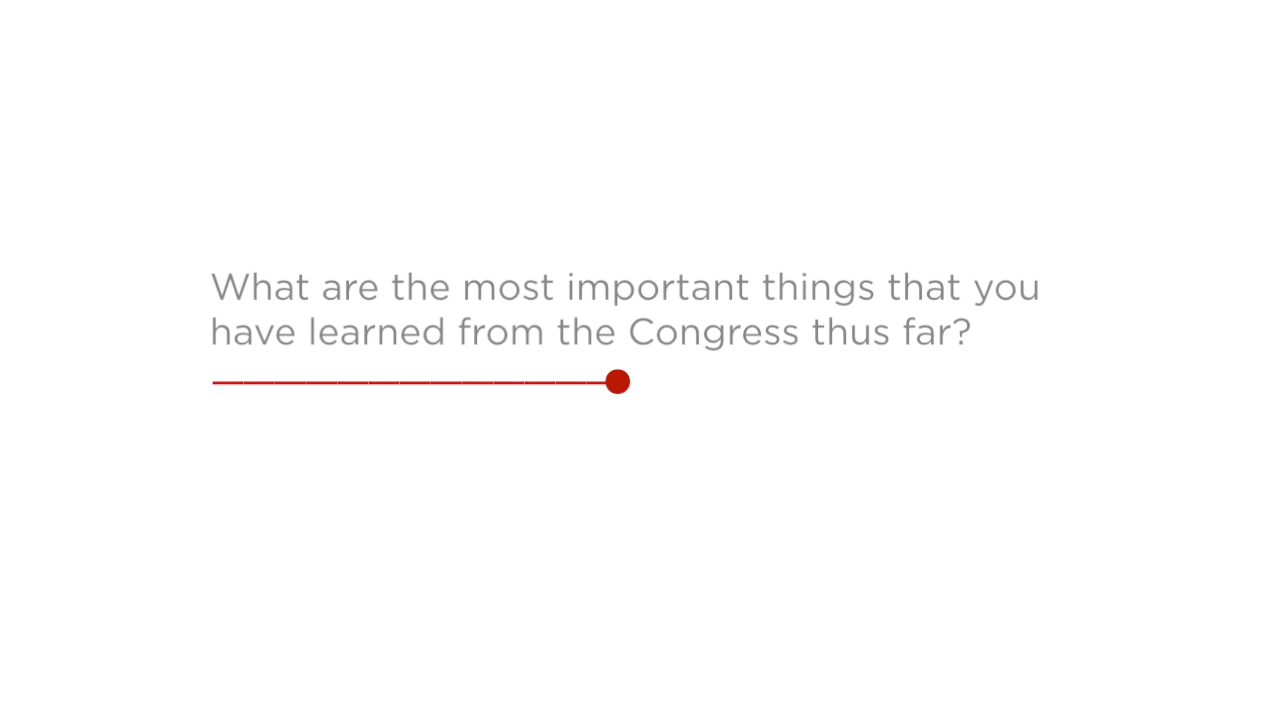 What are the most important things that you
have learned from the Congress thus far?